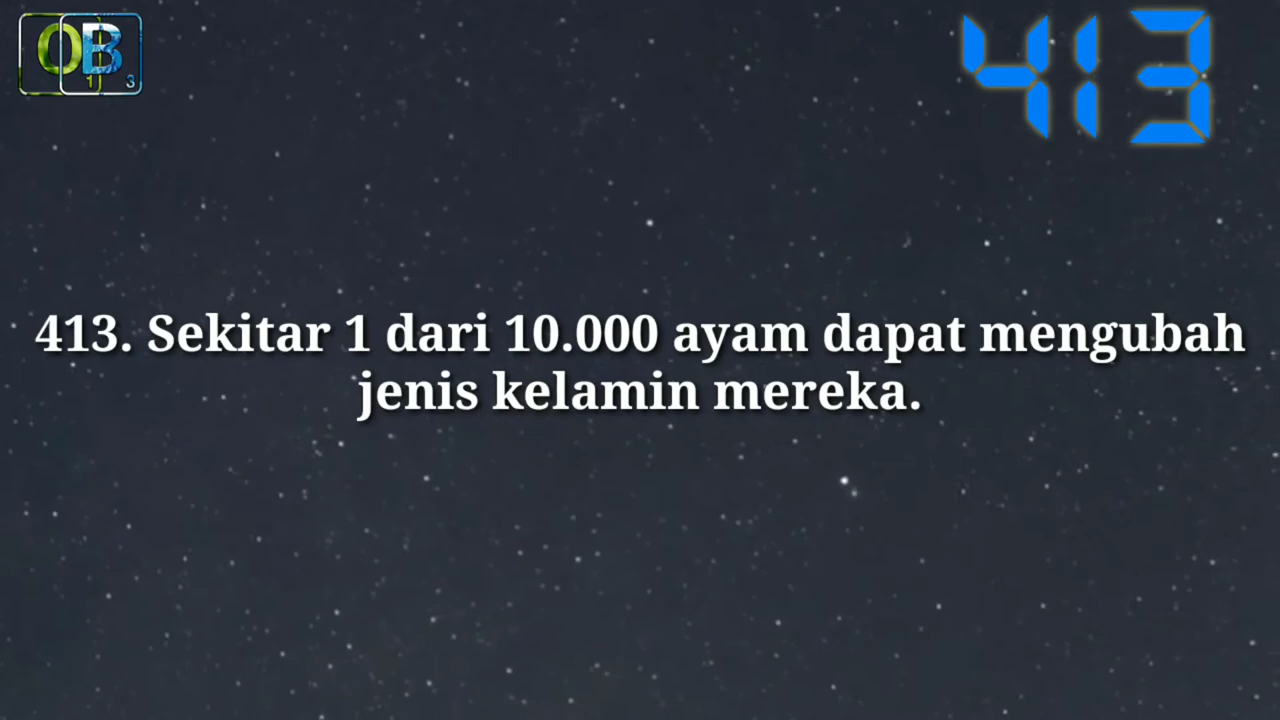 OB
1 3
413
413. Sekitar 1 dari 10.000 ayam dapat mengubah
jenis kelamin mereka.